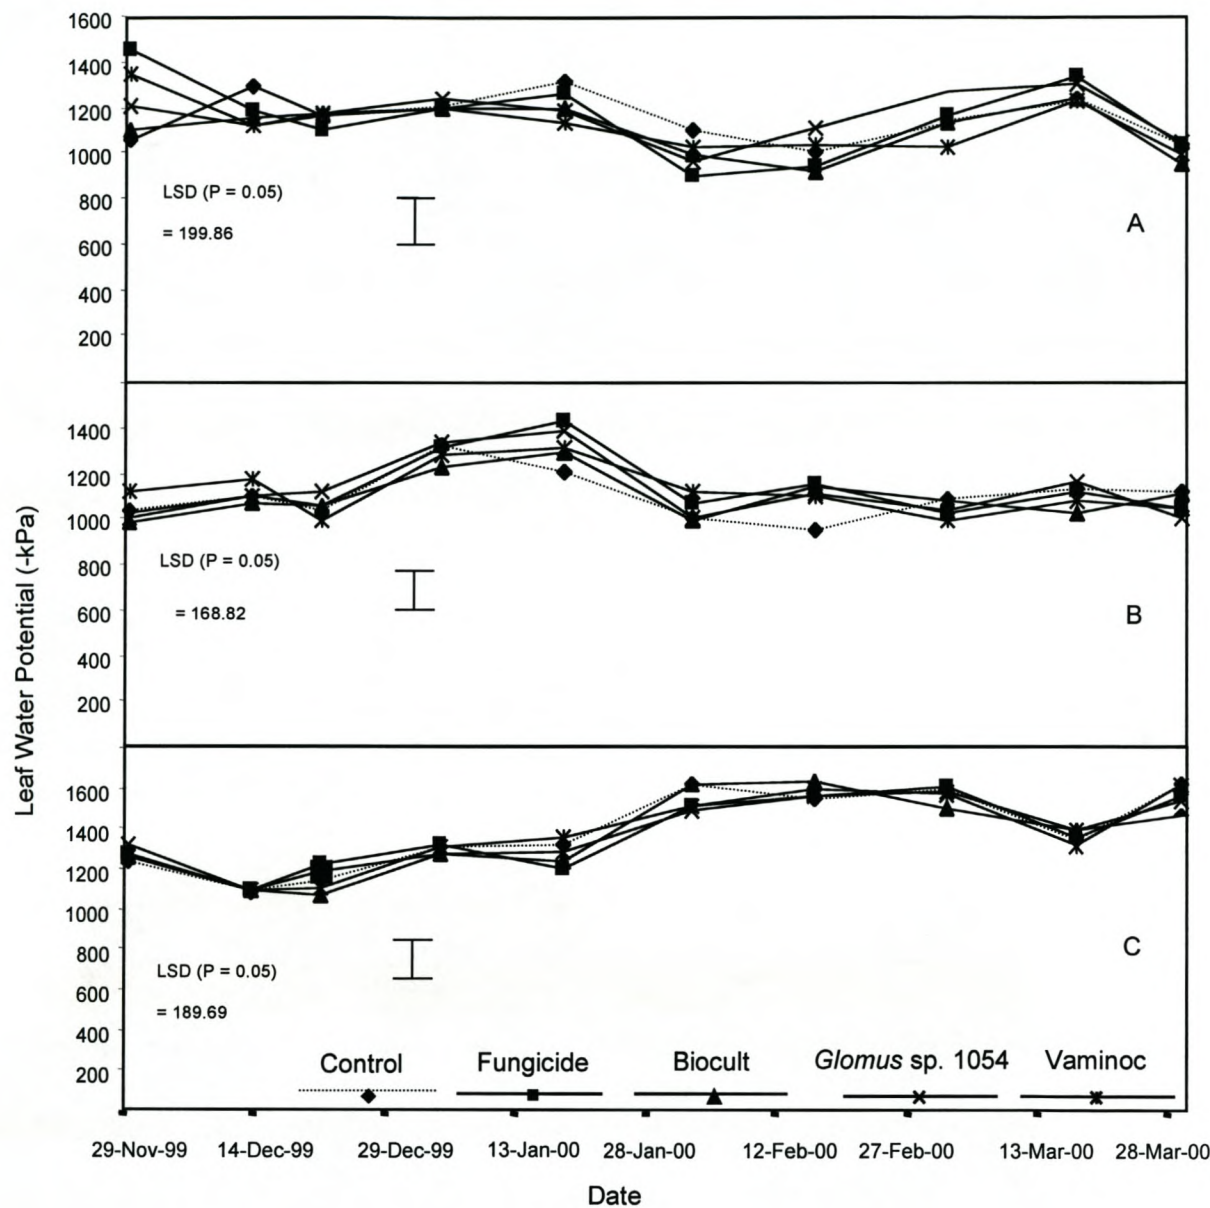 1600
1400
1200
1000
800
600
400
200
LSD (P = 0.05)
= 199.86
A
1400
1200
1000
800
600
400
200
LSD (P = 0.05)
= 168.82
B
1600
1400
1200
1000
800
600
400
200
LSD (P = 0.05)
= 189.69
C
Leaf Water Potential (-kPa)
Control Fungicide Biocult Glomus sp. 1054 Vaminoc
29-Nov-99 14-Dec-99 29-Dec-99 13-Jan-00 28-Jan-00 12-Feb-00 27-Feb-00 13-Mar-00 28-Mar-00
Date